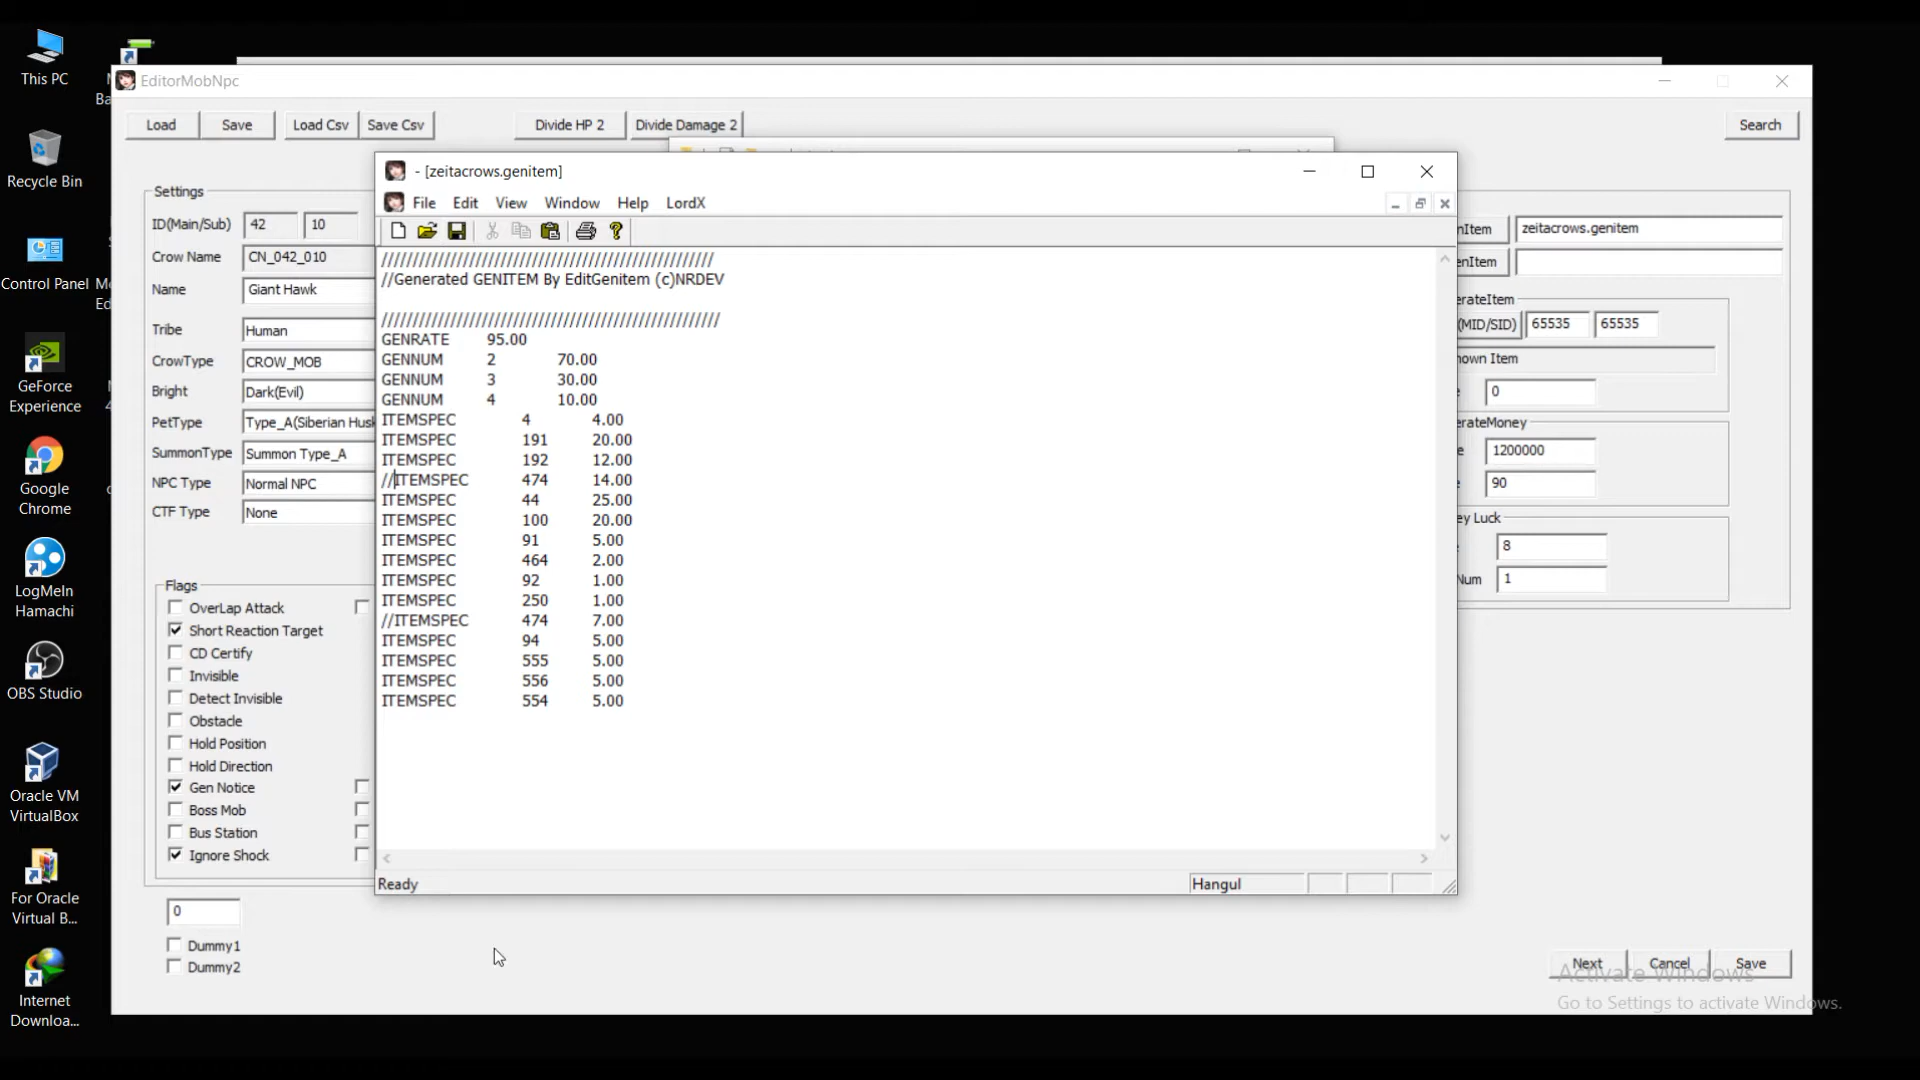 This PC
Recycle Bin
Control Panel
GeForce
Experience
Google
Chrome
LogMeIn
Hamachi
OBS Studio
Oracle VM
VirtualBox
For Oracle
Virtual B...
Internet
Downloa...
EditorMobNpc
Load
Save
Load Csv
Save Csv
Divide HP 2
Divide Damage 2
Search
Settings
ID(Main/Sub) 42 10
Crow Name CN_042_010
Name Giant Hawk
Tribe Human
CrowType CROW_MOB
Bright Dark(Evil)
PetType Type_A(Siberian Husk
SummonType Summon Type_A
NPC Type Normal NPC
CTF Type None
Flags
OverLap Attack
Short Reaction Target
CD Certify
Invisible
Detect Invisible
Obstacle
Hold Position
Hold Direction
Gen Notice
Boss Mob
Bus Station
Ignore Shock
0
Dummy1
Dummy2
- [zeitacrows.genitem]
File Edit View Window Help LordX
/////////////////////////////////////////////////////
//Generated GENITEM By EditGenitem (c)NRDEV
//////////////////////////////////////////////////////
GENRATE 95.00
GENNUM 2 70.00
GENNUM 3 30.00
GENNUM 4 10.00
ITEMSPEC 4 4.00
ITEMSPEC 191 20.00
ITEMSPEC 192 12.00
//ITEMSPEC 474 14.00
ITEMSPEC 44 25.00
ITEMSPEC 100 20.00
ITEMSPEC 91 5.00
ITEMSPEC 464 2.00
ITEMSPEC 92 1.00
ITEMSPEC 250 1.00
//ITEMSPEC 474 7.00
ITEMSPEC 94 5.00
ITEMSPEC 555 5.00
ITEMSPEC 556 5.00
ITEMSPEC 554 5.00
Ready
Hangul
nItem zeitacrows.genitem
enItem
erateItem
(MID/SID) 65535 65535
nown Item
e 0
erateMoney
e 1200000
e 90
ey Luck
e 8
Num 1
Next
Cancel
Save
Activate Windows
Go to Settings to activate Windows.